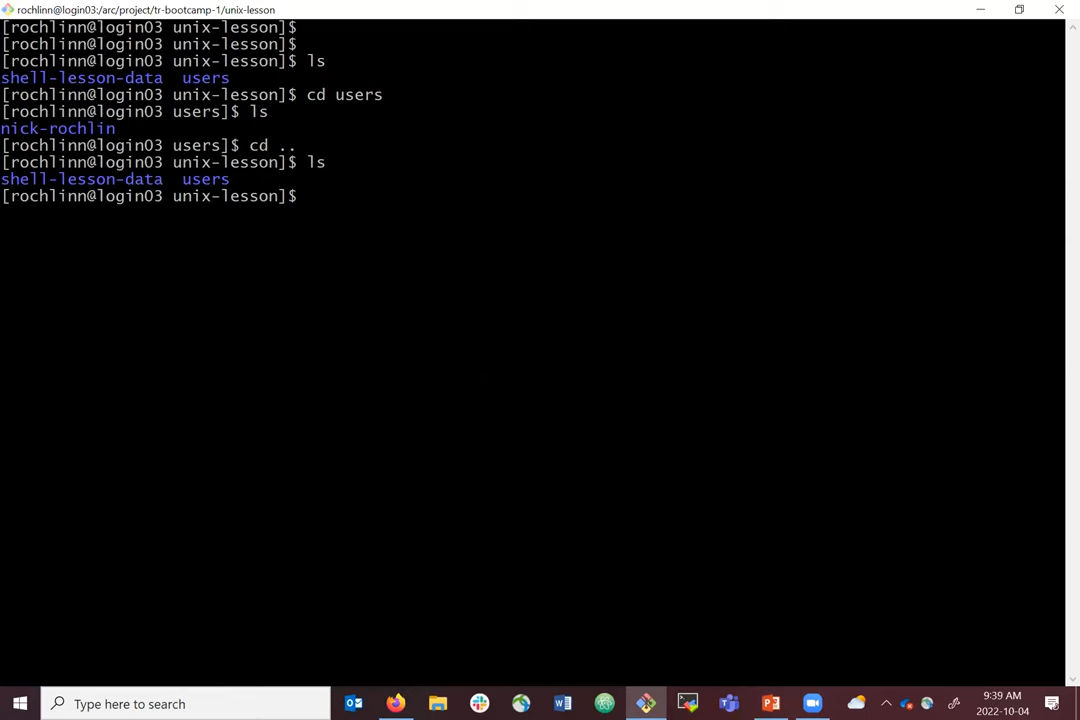 rochlinn@login03:/arc/project/tr-bootcamp-1/unix-lesson
[rochlinn@login03 unix-lesson]$
[rochlinn@login03 unix-lesson]$
[rochlinn@login03 unix-lesson]$ ls
shell-lesson-data  users
[rochlinn@login03 unix-lesson]$ cd users
[rochlinn@login03 users]$ ls
nick-rochlin
[rochlinn@login03 users]$ cd ..
[rochlinn@login03 unix-lesson]$ ls
shell-lesson-data  users
[rochlinn@login03 unix-lesson]$
Type here to search
9:39 AM
2022-10-04